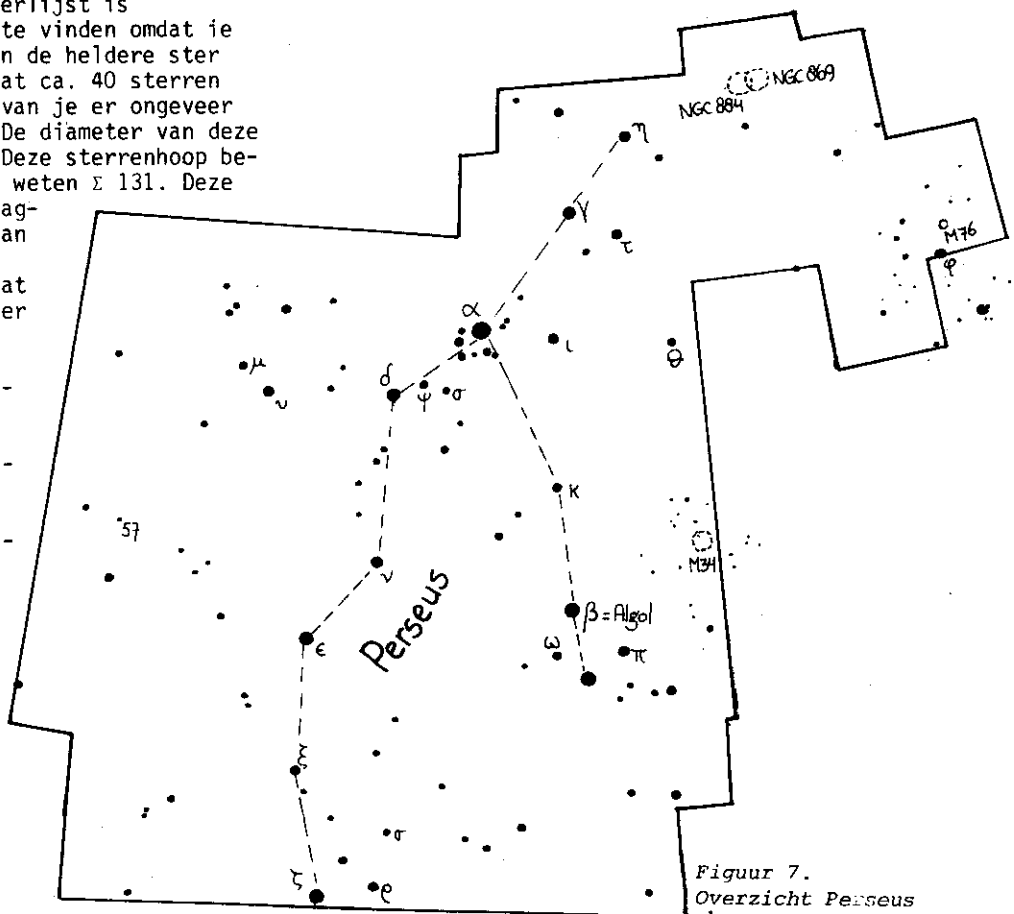 erlijst is
te vinden omdat ie
n de heldere ster
at ca. 40 sterren
van je er ongeveer
De diameter van deze
Deze sterrenhoop be-
weten Σ 131. Deze
ag-
an
at
er
-
-
-
NGC 869
NGC 884
η
γ
τ
M76
φ
α
ι
θ
μ
υ
δ
ψ
σ
κ
57
M34
ν
Perseus
β=Algol
ε
ω
π
ξ
σ
ζ
ρ
Figuur 7.
Overzicht Perseus